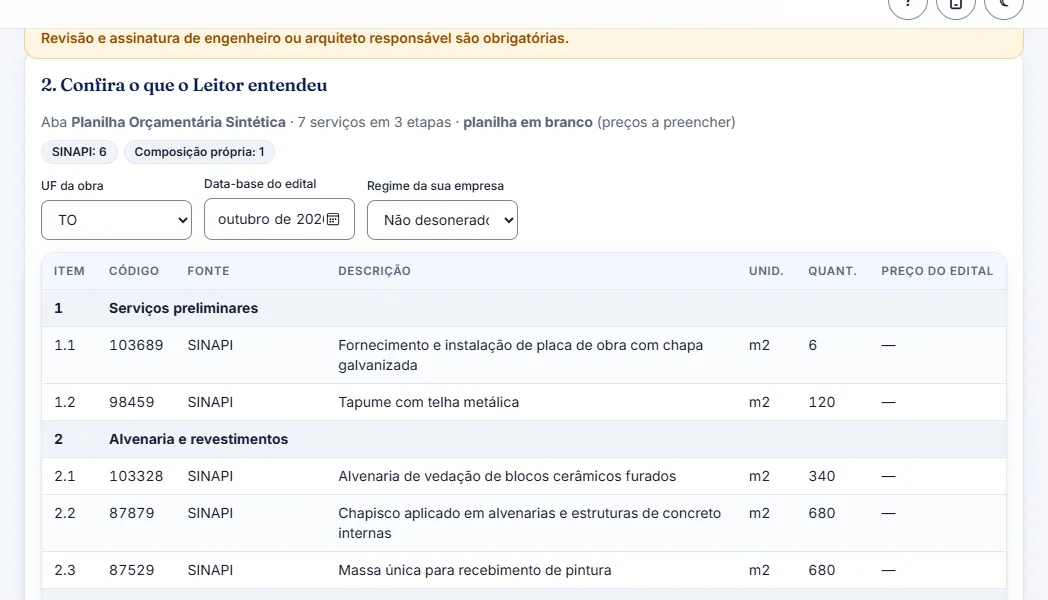 ?
Revisão e assinatura de engenheiro ou arquiteto responsável são obrigatórias.
2. Confira o que o Leitor entendeu
Aba Planilha Orçamentária Sintética · 7 serviços em 3 etapas · planilha em branco (preços a preencher)
SINAPI: 6 Composição própria: 1
UF da obra Data-base do edital Regime da sua empresa
TO outubro de 202 Não desonerad
ITEM CÓDIGO FONTE DESCRIÇÃO UNID. QUANT. PREÇO DO EDITAL
1 Serviços preliminares
1.1 103689 SINAPI Fornecimento e instalação de placa de obra com chapa m2 6 —
galvanizada
1.2 98459 SINAPI Tapume com telha metálica m2 120 —
2 Alvenaria e revestimentos
2.1 103328 SINAPI Alvenaria de vedação de blocos cerâmicos furados m2 340 —
2.2 87879 SINAPI Chapisco aplicado em alvenarias e estruturas de concreto m2 680 —
internas
2.3 87529 SINAPI Massa única para recebimento de pintura m2 680 —